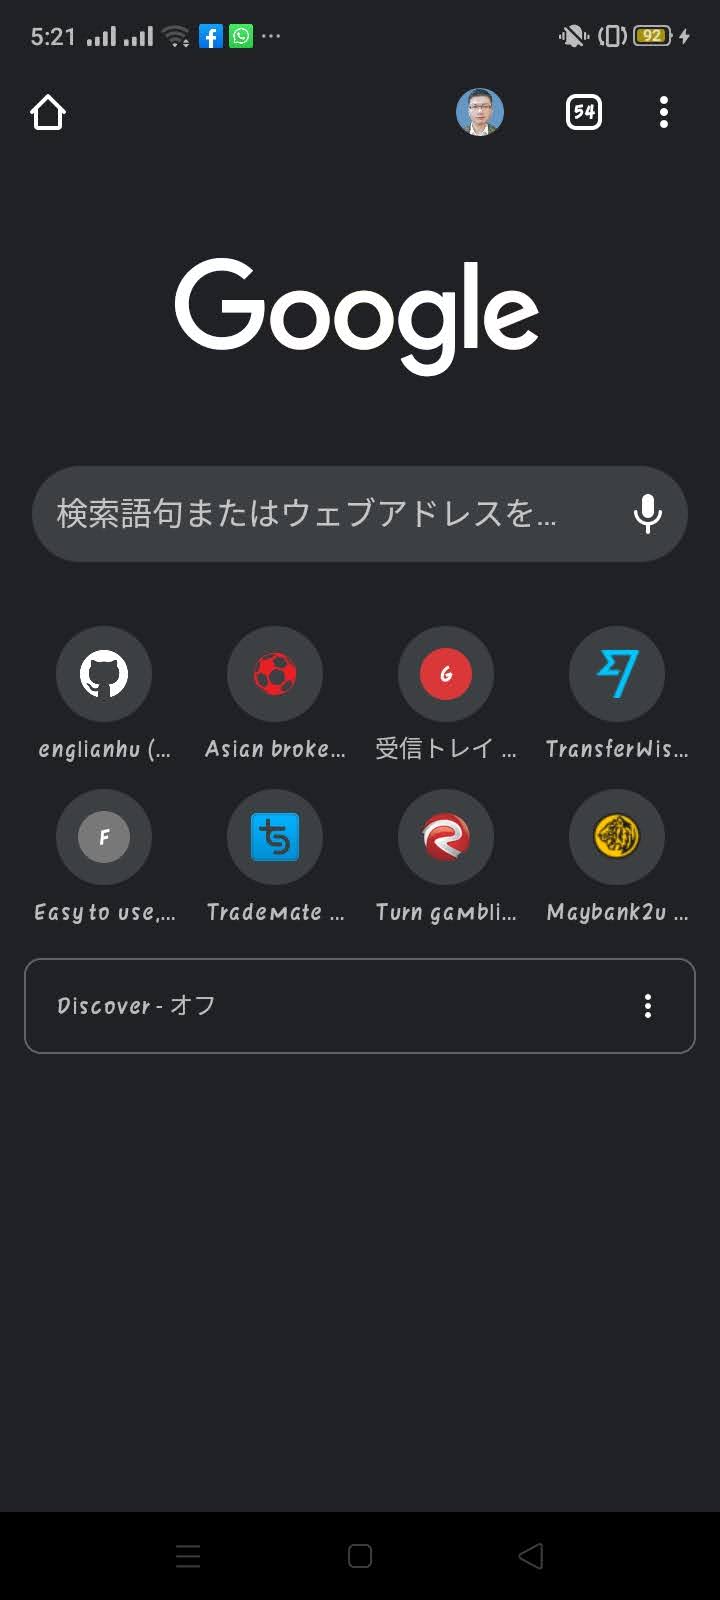 5:21
92
54
Google
検索語句またはウェブアドレスを...
G
englianhu (...
Asian broke...
受信トレイ ...
TransferWis...
F
ts
R
Easy to use,...
TradeMate ...
Turn gambli...
Maybank2u ...
Discover - オフ